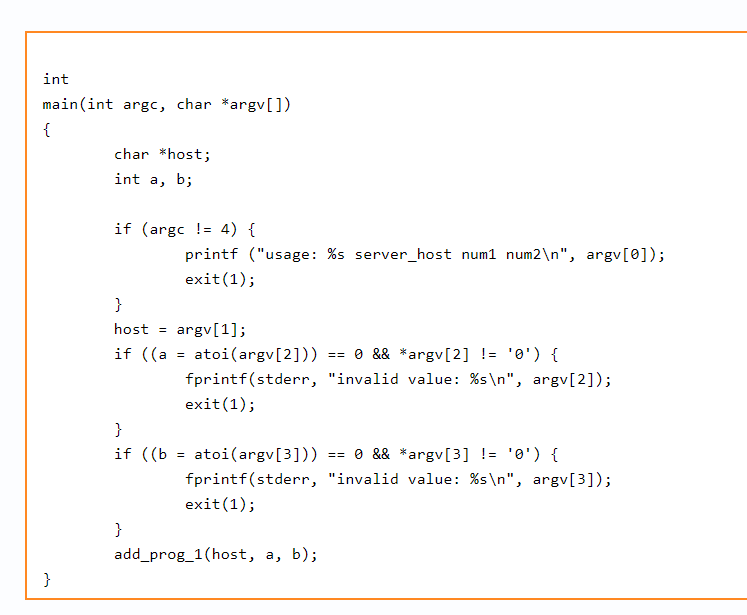 int
main(int argc, char *argv[])
{
        char *host;
        int a, b;

        if (argc != 4) {
                printf ("usage: %s server_host num1 num2\n", argv[0]);
                exit(1);
        }
        host = argv[1];
        if ((a = atoi(argv[2])) == 0 && *argv[2] != '0') {
                fprintf(stderr, "invalid value: %s\n", argv[2]);
                exit(1);
        }
        if ((b = atoi(argv[3])) == 0 && *argv[3] != '0') {
                fprintf(stderr, "invalid value: %s\n", argv[3]);
                exit(1);
        }
        add_prog_1(host, a, b);
}